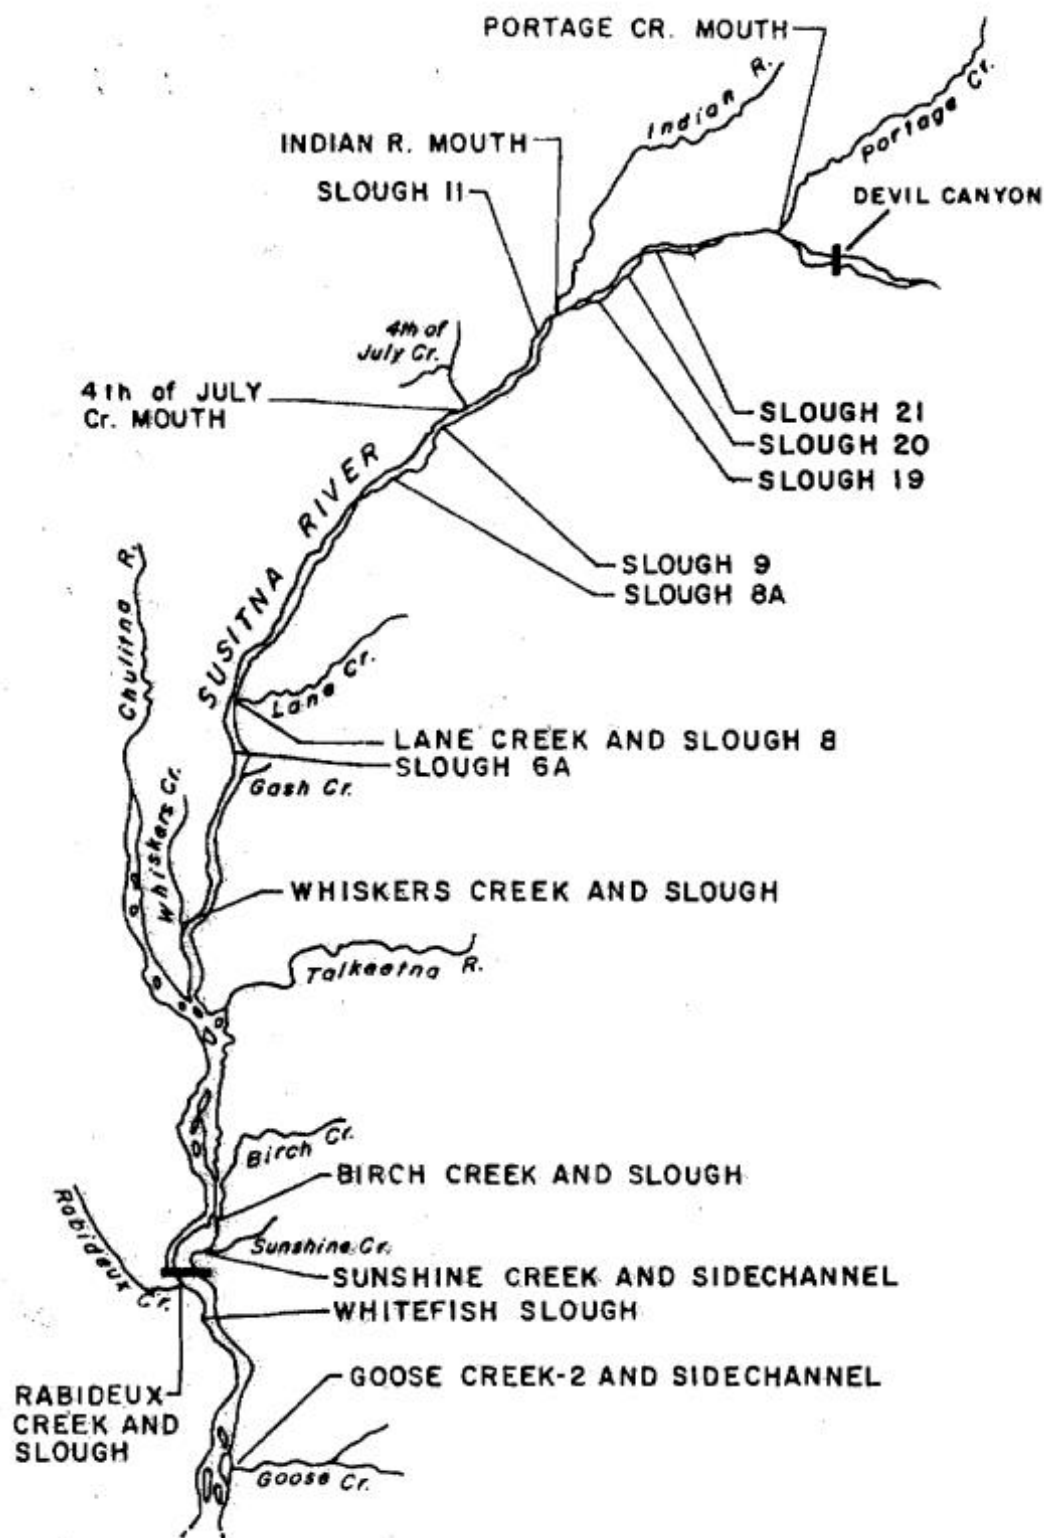 PORTAGE CR. MOUTH
Indian R.
Portage Cr.
INDIAN R. MOUTH
SLOUGH 11
DEVIL CANYON
4th of
July Cr.
4th of JULY
Cr. MOUTH
SLOUGH 21
SLOUGH 20
SLOUGH 19
SUSITNA RIVER
SLOUGH 9
SLOUGH 8A
Chulitna R.
Lane Cr.
LANE CREEK AND SLOUGH 8
SLOUGH 6A
Gash Cr.
Whiskers Cr.
WHISKERS CREEK AND SLOUGH
Talkeetna R.
Birch Cr.
BIRCH CREEK AND SLOUGH
Rabideux Cr.
Sunshine Cr.
SUNSHINE CREEK AND SIDECHANNEL
WHITEFISH SLOUGH
GOOSE CREEK-2 AND SIDECHANNEL
RABIDEUX
CREEK AND
SLOUGH
Goose Cr.